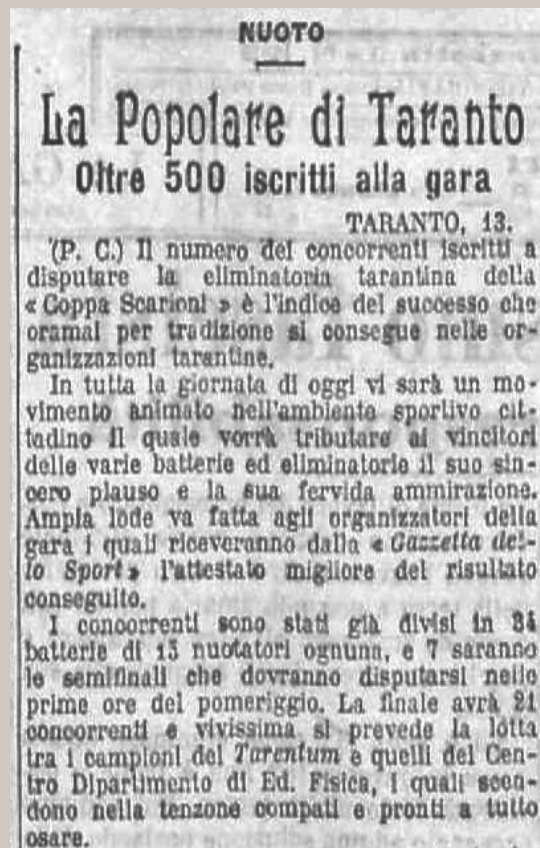 NUOTO
La Popolare di Taranto
Oltre 500 iscritti alla gara
TARANTO, 13.
(P. C.) Il numero dei concorrenti iscritti a
disputare la eliminatoria tarantina della
« Coppa Scarioni » è l'indice del successo che
oramai per tradizione si consegue nelle or-
ganizzazioni tarantine.
In tutta la giornata di oggi vi sarà un mo-
vimento animato nell'ambiente sportivo cit-
tadino il quale vorrà tributare ai vincitori
delle varie batterie ed eliminatorie il suo sin-
cero plauso e la sua fervida ammirazione.
Ampia lode va fatta agli organizzatori della
gara i quali riceveranno dalla « Gazzetta del-
lo Sport » l'attestato migliore del risultato
conseguito.
I concorrenti sono stati già divisi in 34
batterie di 15 nuotatori ognuna, e 7 saranno
le semifinali che dovranno disputarsi nelle
prime ore del pomeriggio. La finale avrà 21
concorrenti e vivissima si prevede la lotta
tra i campioni del Tarentum e quelli del Cen-
tro Dipartimento di Ed. Fisica, i quali scen-
dono nella tenzone compati e pronti a tutto
osare.